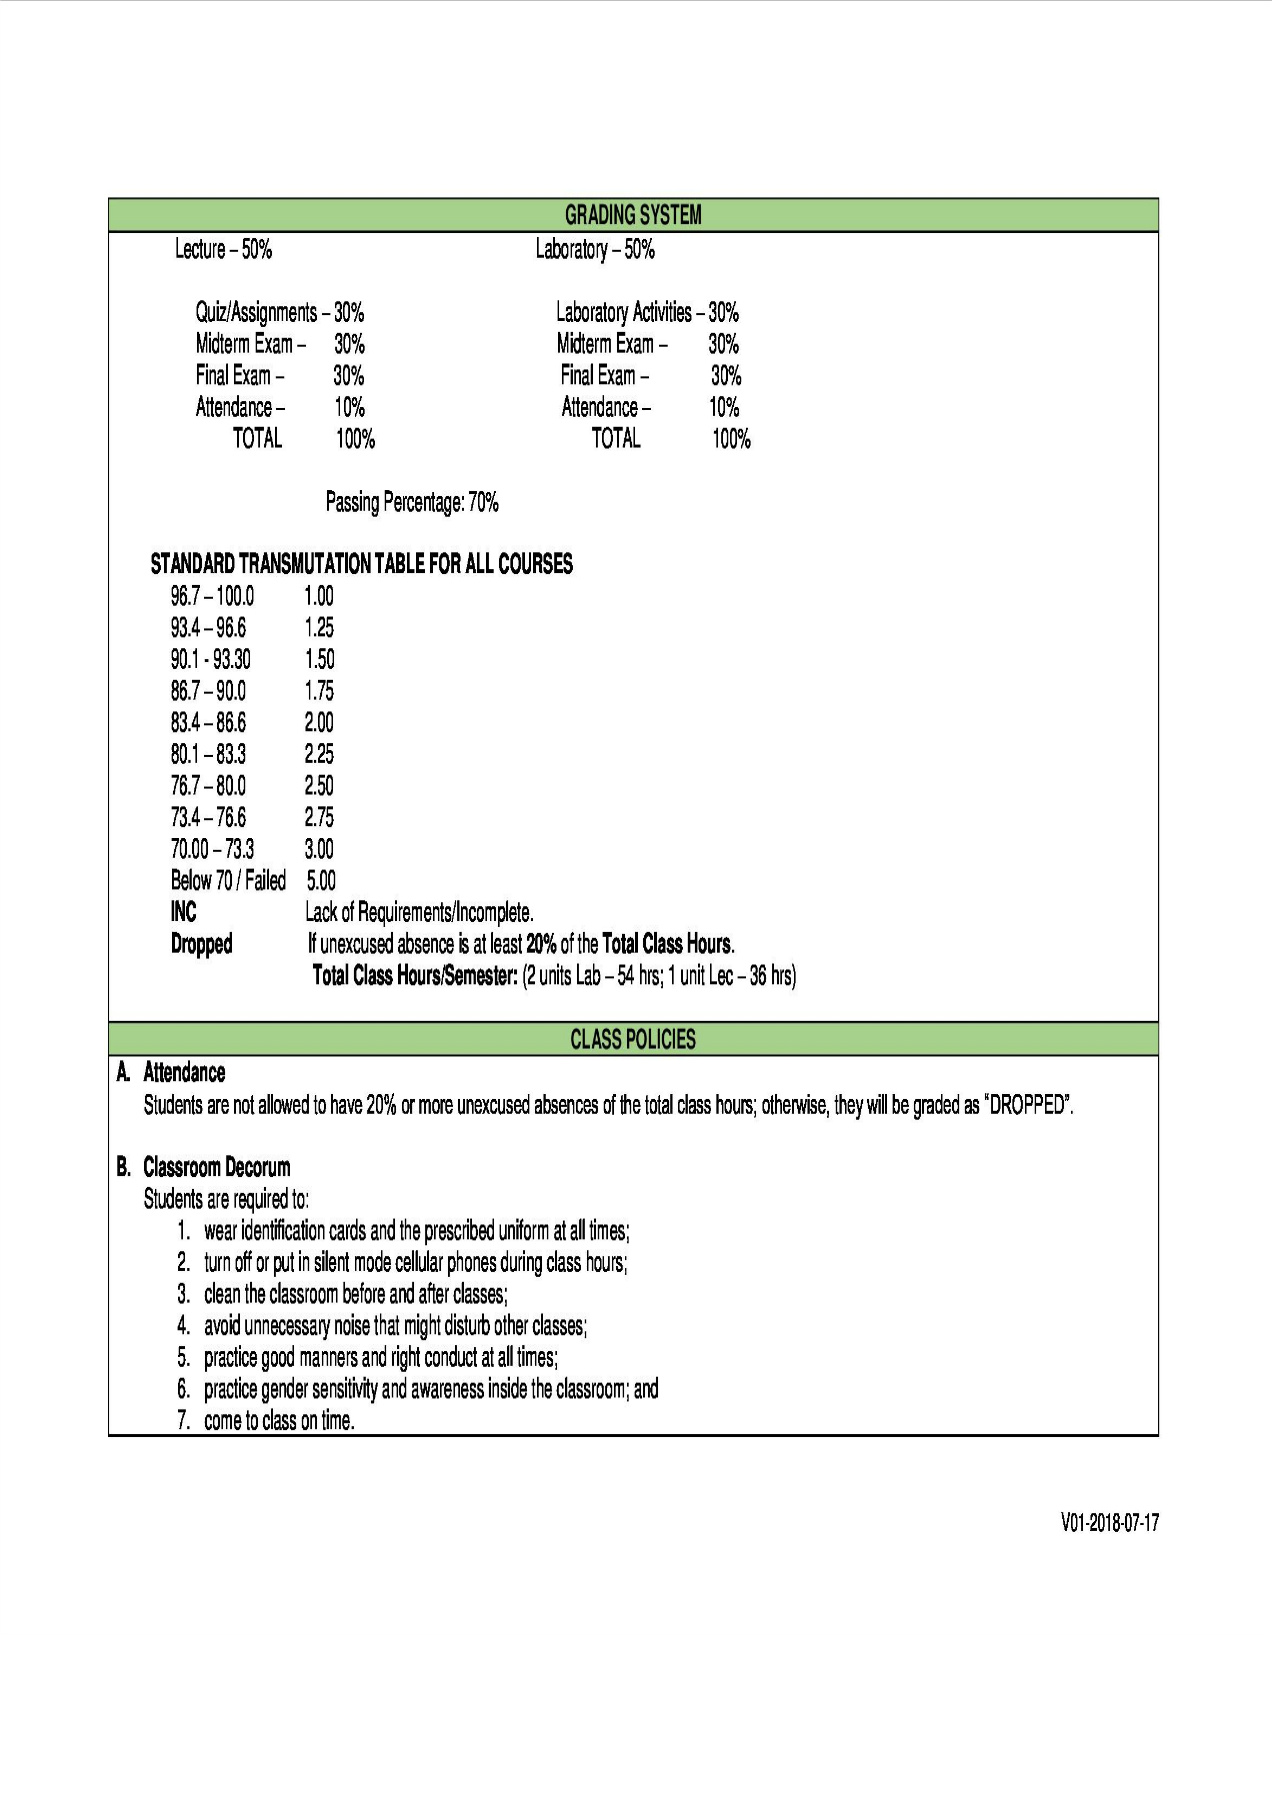 GRADING SYSTEM
Lecture – 50% Laboratory – 50%
Quiz/Assignments – 30% Laboratory Activities – 30%
Midterm Exam – 30% Midterm Exam – 30%
Final Exam – 30% Final Exam – 30%
Attendance – 10% Attendance – 10%
TOTAL 100% TOTAL 100%
Passing Percentage: 70%
STANDARD TRANSMUTATION TABLE FOR ALL COURSES
96.7 – 100.0 1.00
93.4 – 96.6 1.25
90.1 - 93.30 1.50
86.7 – 90.0 1.75
83.4 – 86.6 2.00
80.1 – 83.3 2.25
76.7 – 80.0 2.50
73.4 – 76.6 2.75
70.00 – 73.3 3.00
Below 70 / Failed 5.00
INC Lack of Requirements/Incomplete.
Dropped If unexcused absence is at least 20% of the Total Class Hours.
Total Class Hours/Semester: (2 units Lab – 54 hrs; 1 unit Lec – 36 hrs)
CLASS POLICIES
A. Attendance
Students are not allowed to have 20% or more unexcused absences of the total class hours; otherwise, they will be graded as “DROPPED”.
B. Classroom Decorum
Students are required to:
1. wear identification cards and the prescribed uniform at all times;
2. turn off or put in silent mode cellular phones during class hours;
3. clean the classroom before and after classes;
4. avoid unnecessary noise that might disturb other classes;
5. practice good manners and right conduct at all times;
6. practice gender sensitivity and awareness inside the classroom; and
7. come to class on time.
V01-2018-07-17